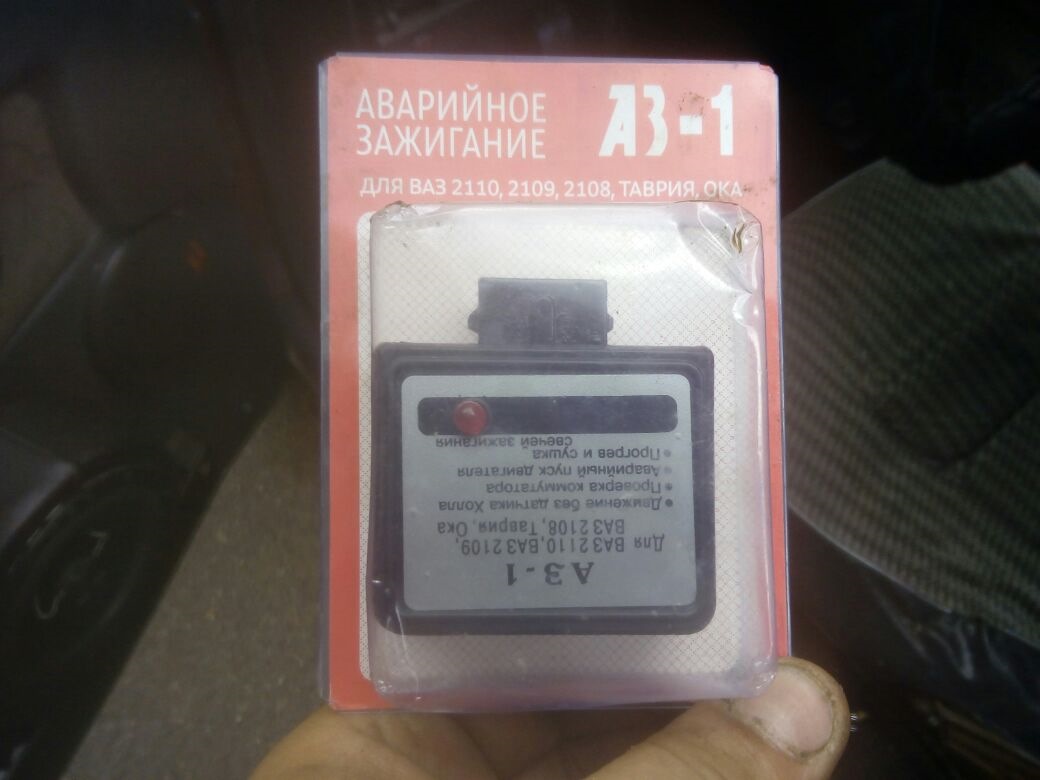 АВАРИЙНОЕ
ЗАЖИГАНИЕ
АЗ-1
ДЛЯ ВАЗ 2110, 2109, 2108, ТАВРИЯ, ОКА
АЗ-1
Для ВАЗ 2110, ВАЗ 2109,
ВАЗ 2108, Таврия, Ока
• Движение без датчика Холла
• Проверка коммутатора
• Аварийный пуск двигателя
• Прогрев и сушка
свечей зажигания